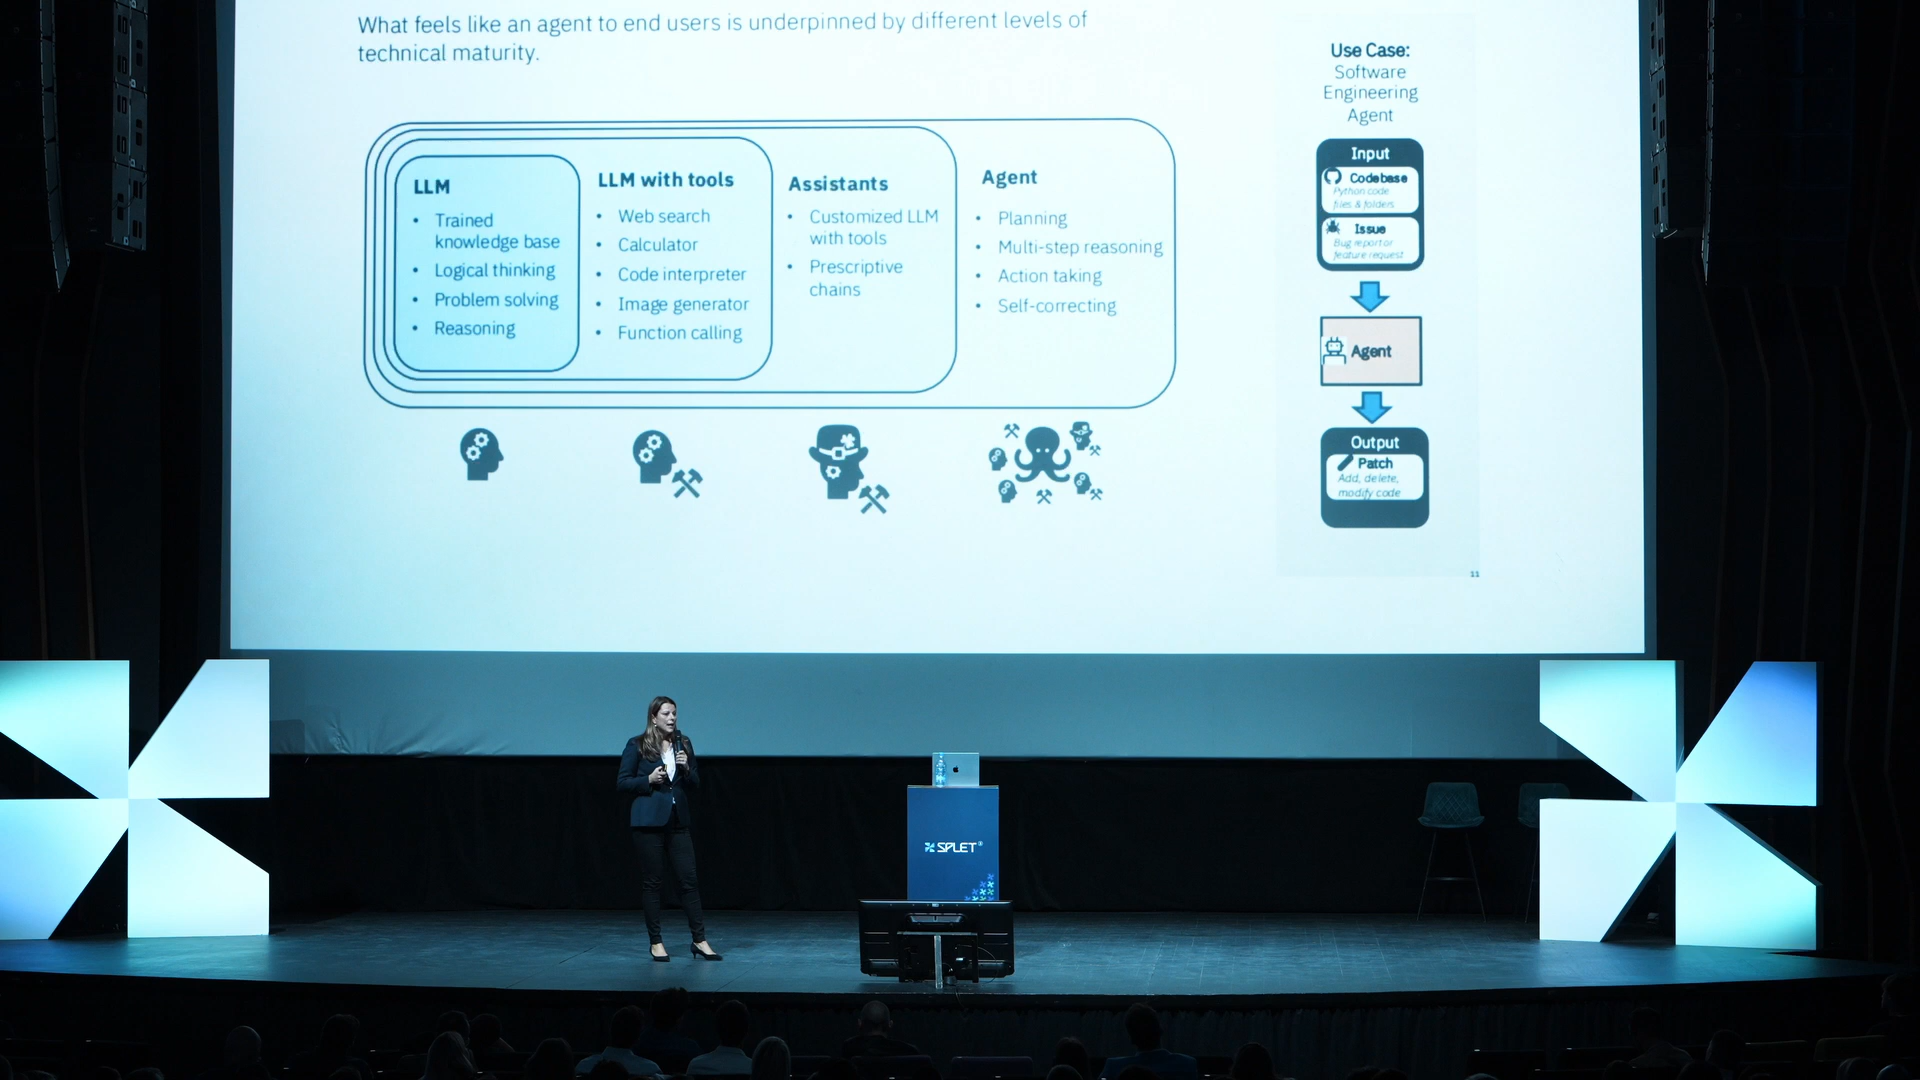 What feels like an agent to end users is underpinned by different levels of
technical maturity.
LLM
• Trained
knowledge base
• Logical thinking
• Problem solving
• Reasoning
LLM with tools
• Web search
• Calculator
• Code interpreter
• Image generator
• Function calling
Assistants
• Customized LLM
with tools
• Prescriptive
chains
Agent
• Planning
• Multi-step reasoning
• Action taking
• Self-correcting
Use Case:
Software
Engineering
Agent
Input
Codebase
Python code
files & folders
Issue
Bug report or
feature request
Agent
Output
Patch
Add, delete,
modify code
11
SPLET